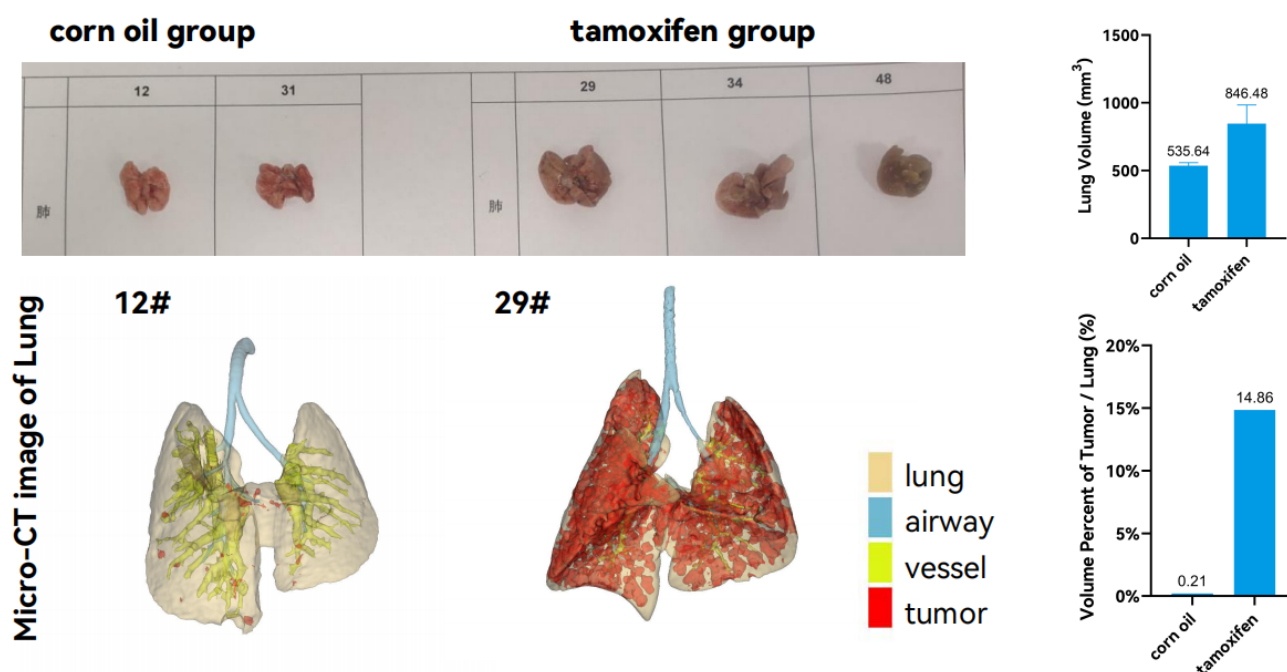 corn oil group
tamoxifen group
12
31
29
34
48
肺
肺
Micro-CT image of Lung
12#
29#
lung
airway
vessel
tumor
Lung Volume (mm³)
1500
1000
500
0
535.64
846.48
corn oil
tamoxifen
Volume Percent of Tumor / Lung (%)
20%
15%
10%
5%
0%
0.21
14.86
corn oil
tamoxifen